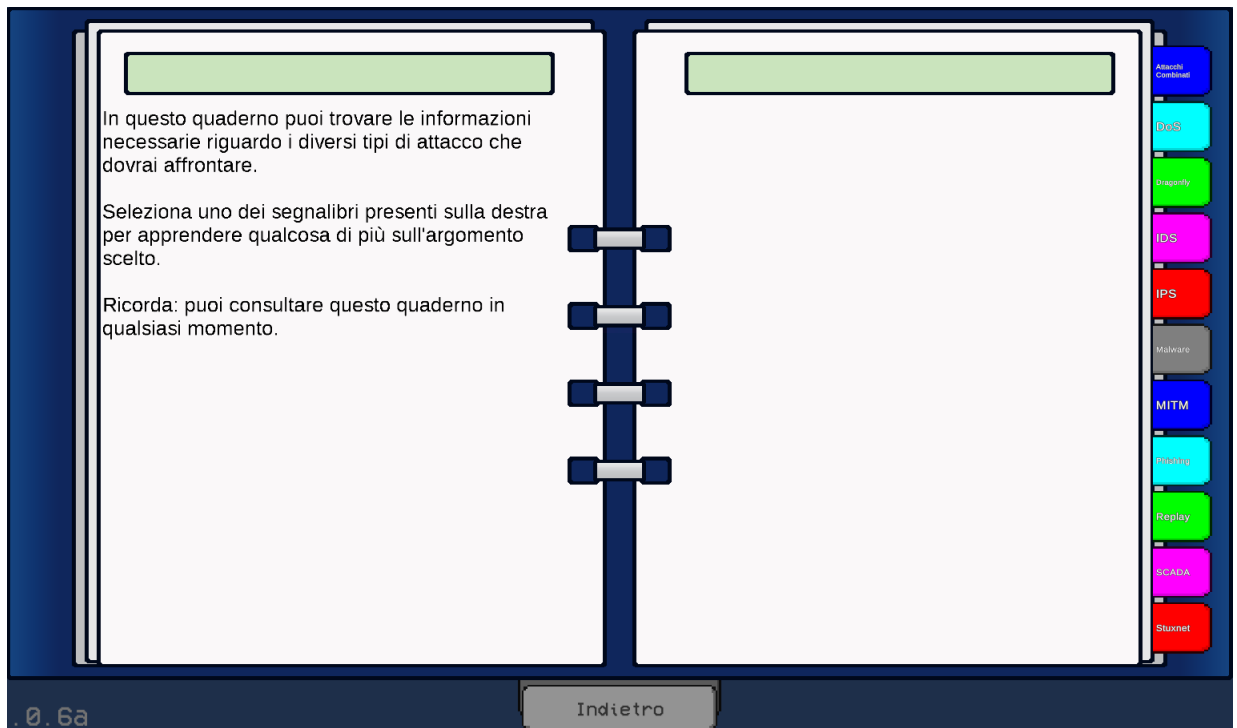 In questo quaderno puoi trovare le informazioni
necessarie riguardo i diversi tipi di attacco che
dovrai affrontare.
Seleziona uno dei segnalibri presenti sulla destra
per apprendere qualcosa di più sull'argomento
scelto.
Ricorda: puoi consultare questo quaderno in
qualsiasi momento.
Attacchi
Combinati
DoS
Dragonfly
IDS
IPS
Malware
MITM
Phishing
Replay
SCADA
Stuxnet
Indietro
.0.6a